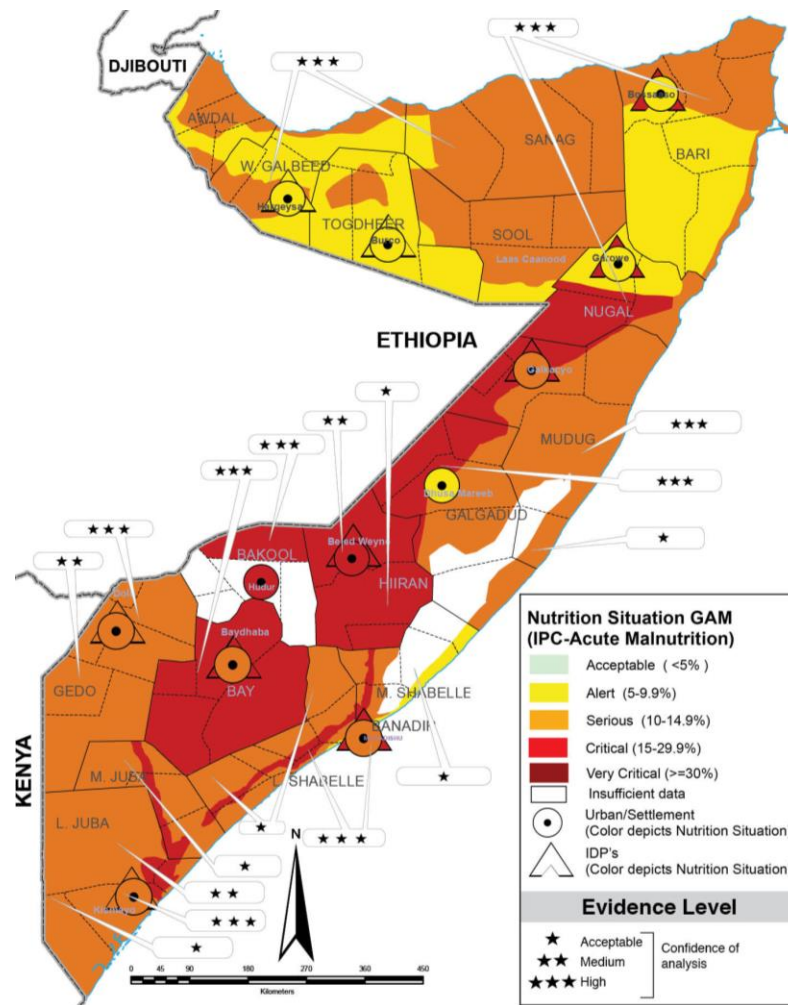 DJIBOUTI
★★★
★★★
AWDAL
Bossasso
SANAG
W. GALBEED
BARI
Hargeysa
TOGDHEER
SOOL
Burco
Laas Caanood
Garowe
NUGAL
ETHIOPIA
Galkacyo
★
★★
MUDUG
★★★
★★★
★★★
Dhusa Mareeb
★★★
GALGADUD
★★★
Beled Weyne
★
★★
BAKOOL
HIIRAN
Hudur
Baydhaba
GEDO
BAY
M. SHABELLE
BANADIR
KENYA
M. JUBA
L. SHABELLE
★
L. JUBA
★
N
★★★
★
★★
★★★
★
0 45 90 180 270 360 450
Kilometers
Nutrition Situation GAM
(IPC-Acute Malnutrition)
Acceptable ( <5% )
Alert (5-9.9%)
Serious (10-14.9%)
Critical (15-29.9%)
Very Critical (>=30%)
Insufficient data
Urban/Settlement
(Color depicts Nutrition Situation)
IDP's
(Color depicts Nutrition Situation)
Evidence Level
★ Acceptable
★★ Medium
★★★ High
Confidence of
analysis